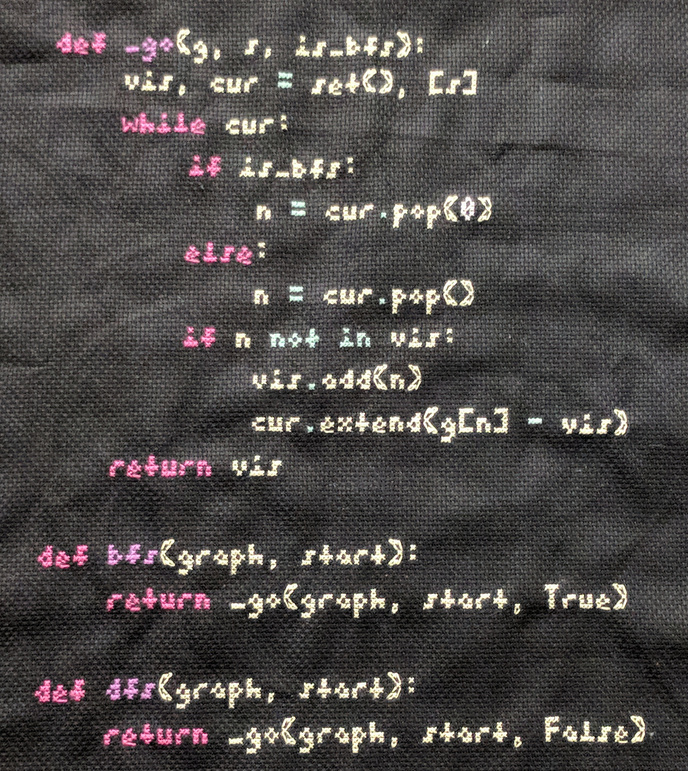 def _go(g, s, is_bfs):
    vis, cur = set(), [s]
    while cur:
        if is_bfs:
            n = cur.pop(0)
        else:
            n = cur.pop()
        if n not in vis:
            vis.add(n)
            cur.extend(g[n] - vis)
    return vis

def bfs(graph, start):
    return _go(graph, start, True)

def dfs(graph, start):
    return _go(graph, start, False)